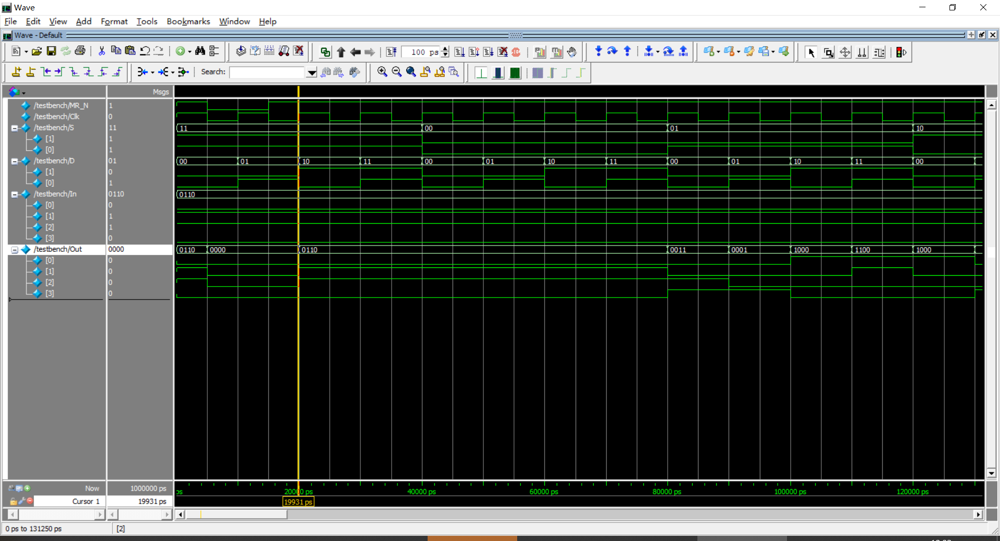 Wave
File Edit View Add Format Tools Bookmarks Window Help
Wave - Default
100 ps
Search:
Msgs
/testbench/MR_N 1
/testbench/Clk 0
/testbench/S 11 11 00 01 10
[1] 1
[0] 1
/testbench/D 01 00 01 10 11 00 01 10 11 00 01 10 11 00
[1] 0
[0] 1
/testbench/In 0110 0110
[0] 0
[1] 1
[2] 1
[3] 0
/testbench/Out 0000 0110 0000 0110 0011 0001 1000 1100 1000
[0] 0
[1] 0
[2] 0
[3] 0
Now 1000000 ps ps 20000 ps 40000 ps 60000 ps 80000 ps 100000 ps 120000 ps
Cursor 1 19931 ps 19931 ps
0 ps to 131250 ps [2]